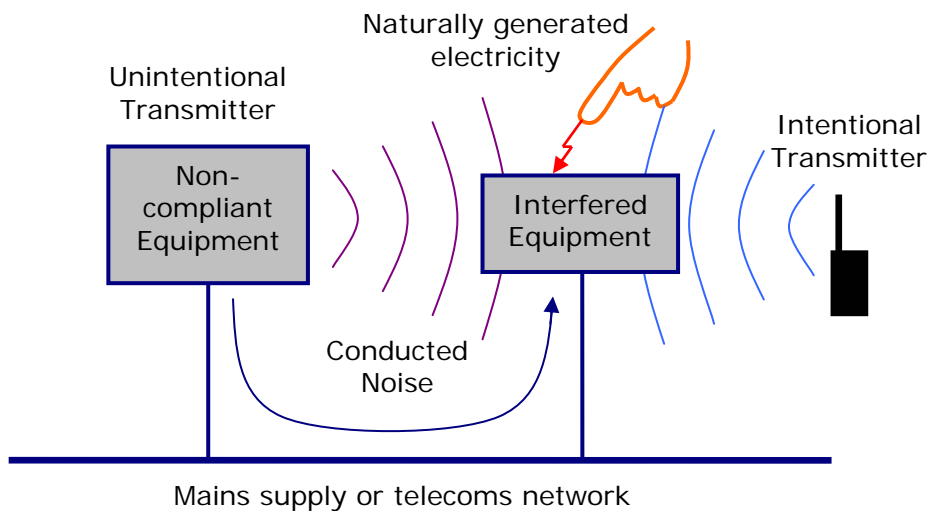 Naturally generated
electricity
Unintentional
Transmitter
Intentional
Transmitter
Non-
compliant
Equipment
Interfered
Equipment
Conducted
Noise
Mains supply or telecoms network